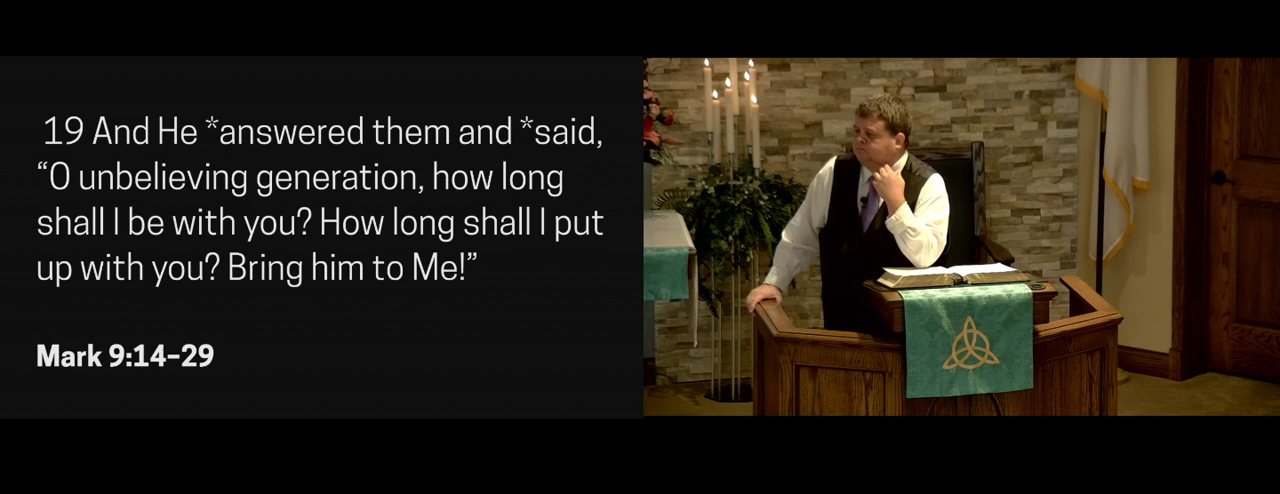 19 And He *answered them and *said,
“O unbelieving generation, how long
shall I be with you? How long shall I put
up with you? Bring him to Me!”
Mark 9:14–29